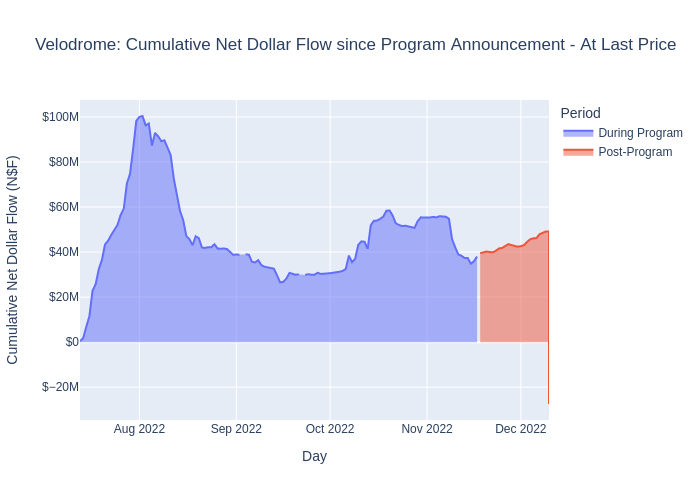 Velodrome: Cumulative Net Dollar Flow since Program Announcement - At Last Price
Period
During Program
Post-Program
Cumulative Net Dollar Flow (N$F)
$100M
$80M
$60M
$40M
$20M
$0
$−20M
Aug 2022
Sep 2022
Oct 2022
Nov 2022
Dec 2022
Day